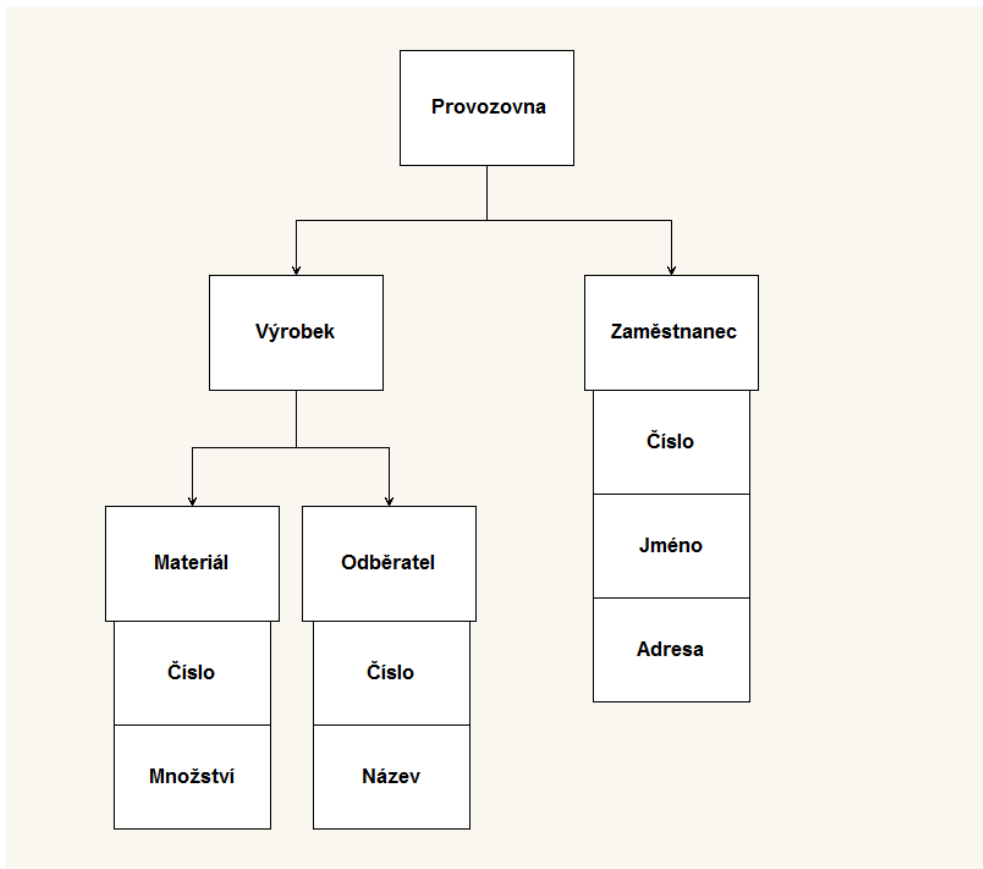 Provozovna
Výrobek
Zaměstnanec
Číslo
Jméno
Adresa
Materiál
Odběratel
Číslo
Číslo
Množství
Název